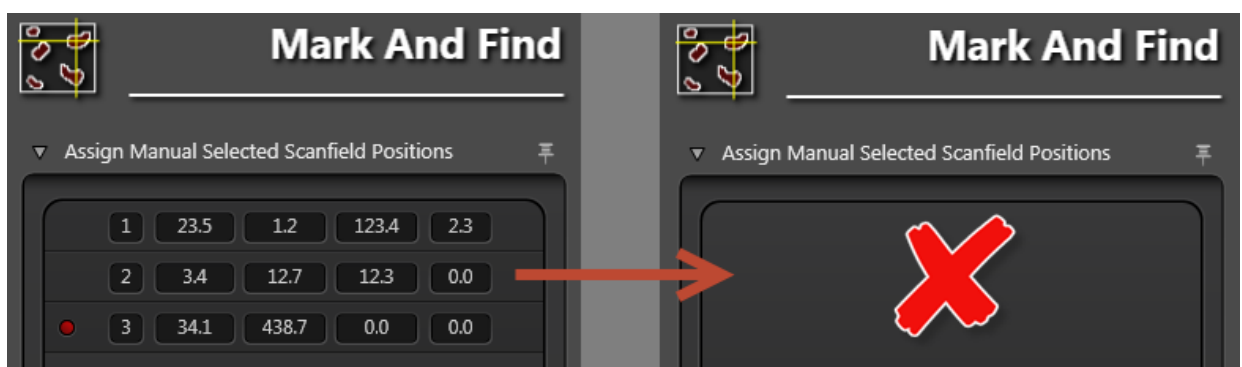 Mark And Find
Assign Manual Selected Scanfield Positions
1 23.5 1.2 123.4 2.3
2 3.4 12.7 12.3 0.0
3 34.1 438.7 0.0 0.0
Mark And Find
Assign Manual Selected Scanfield Positions